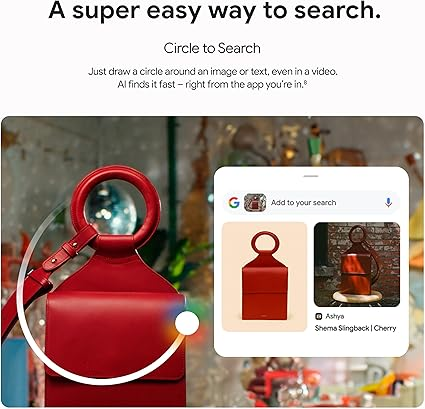 A super easy way to search.
Circle to Search
Just draw a circle around an image or text, even in a video.
AI finds it fast – right from the app you're in.⁸
Add to your search
Ashya
Shema Slingback | Cherry